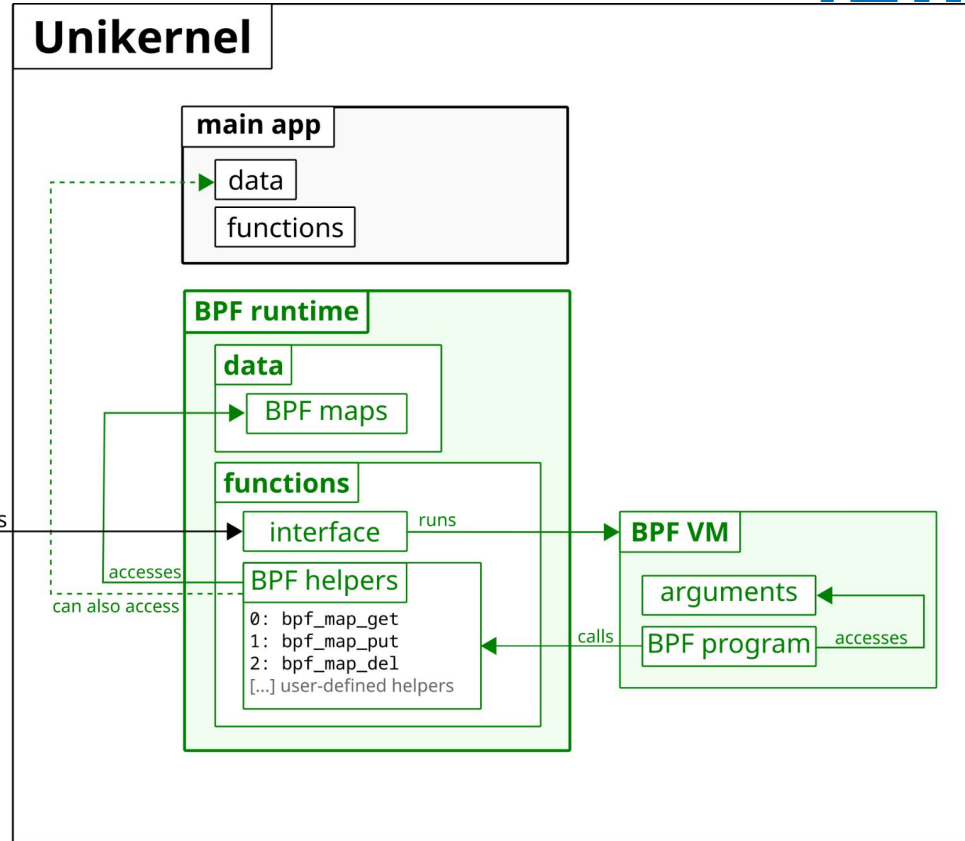 Unikernel
main app
data
functions
BPF runtime
data
BPF maps
functions
s
interface
runs
BPF VM
accesses
BPF helpers
arguments
can also access
0: bpf_map_get
1: bpf_map_put
2: bpf_map_del
[...] user-defined helpers
calls
BPF program
accesses